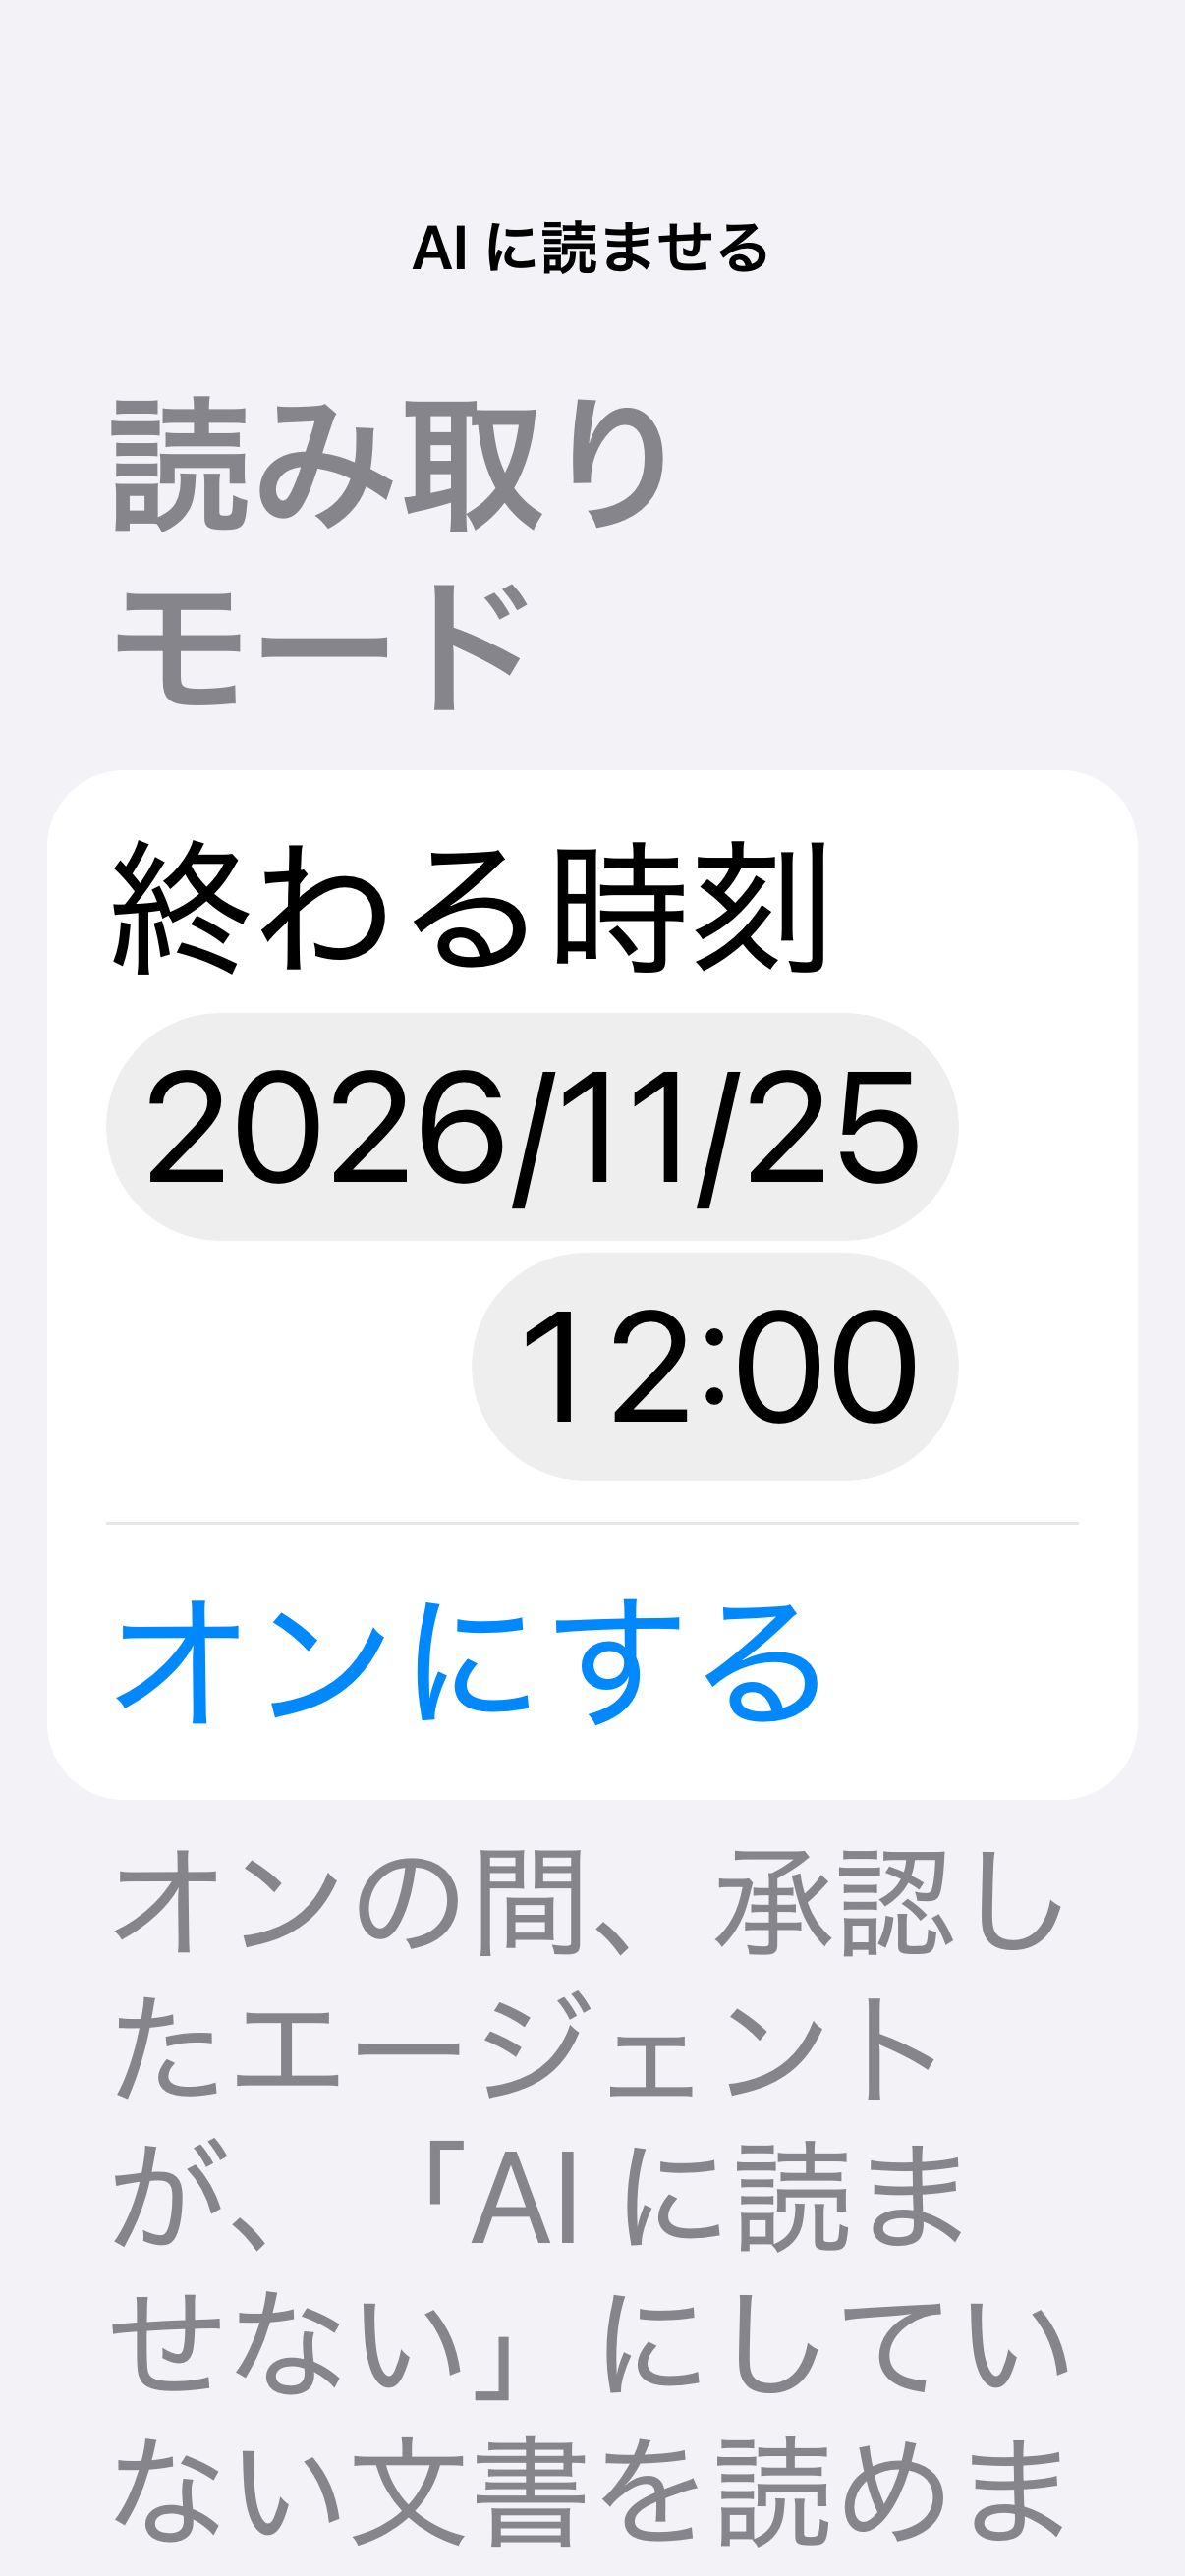 AI に読ませる
読み取り
モード
終わる時刻
2026/11/25
12:00
オンにする
オンの間、承認し
たエージェント
が、「AI に読ま
せない」にしてい
ない文書を読めま